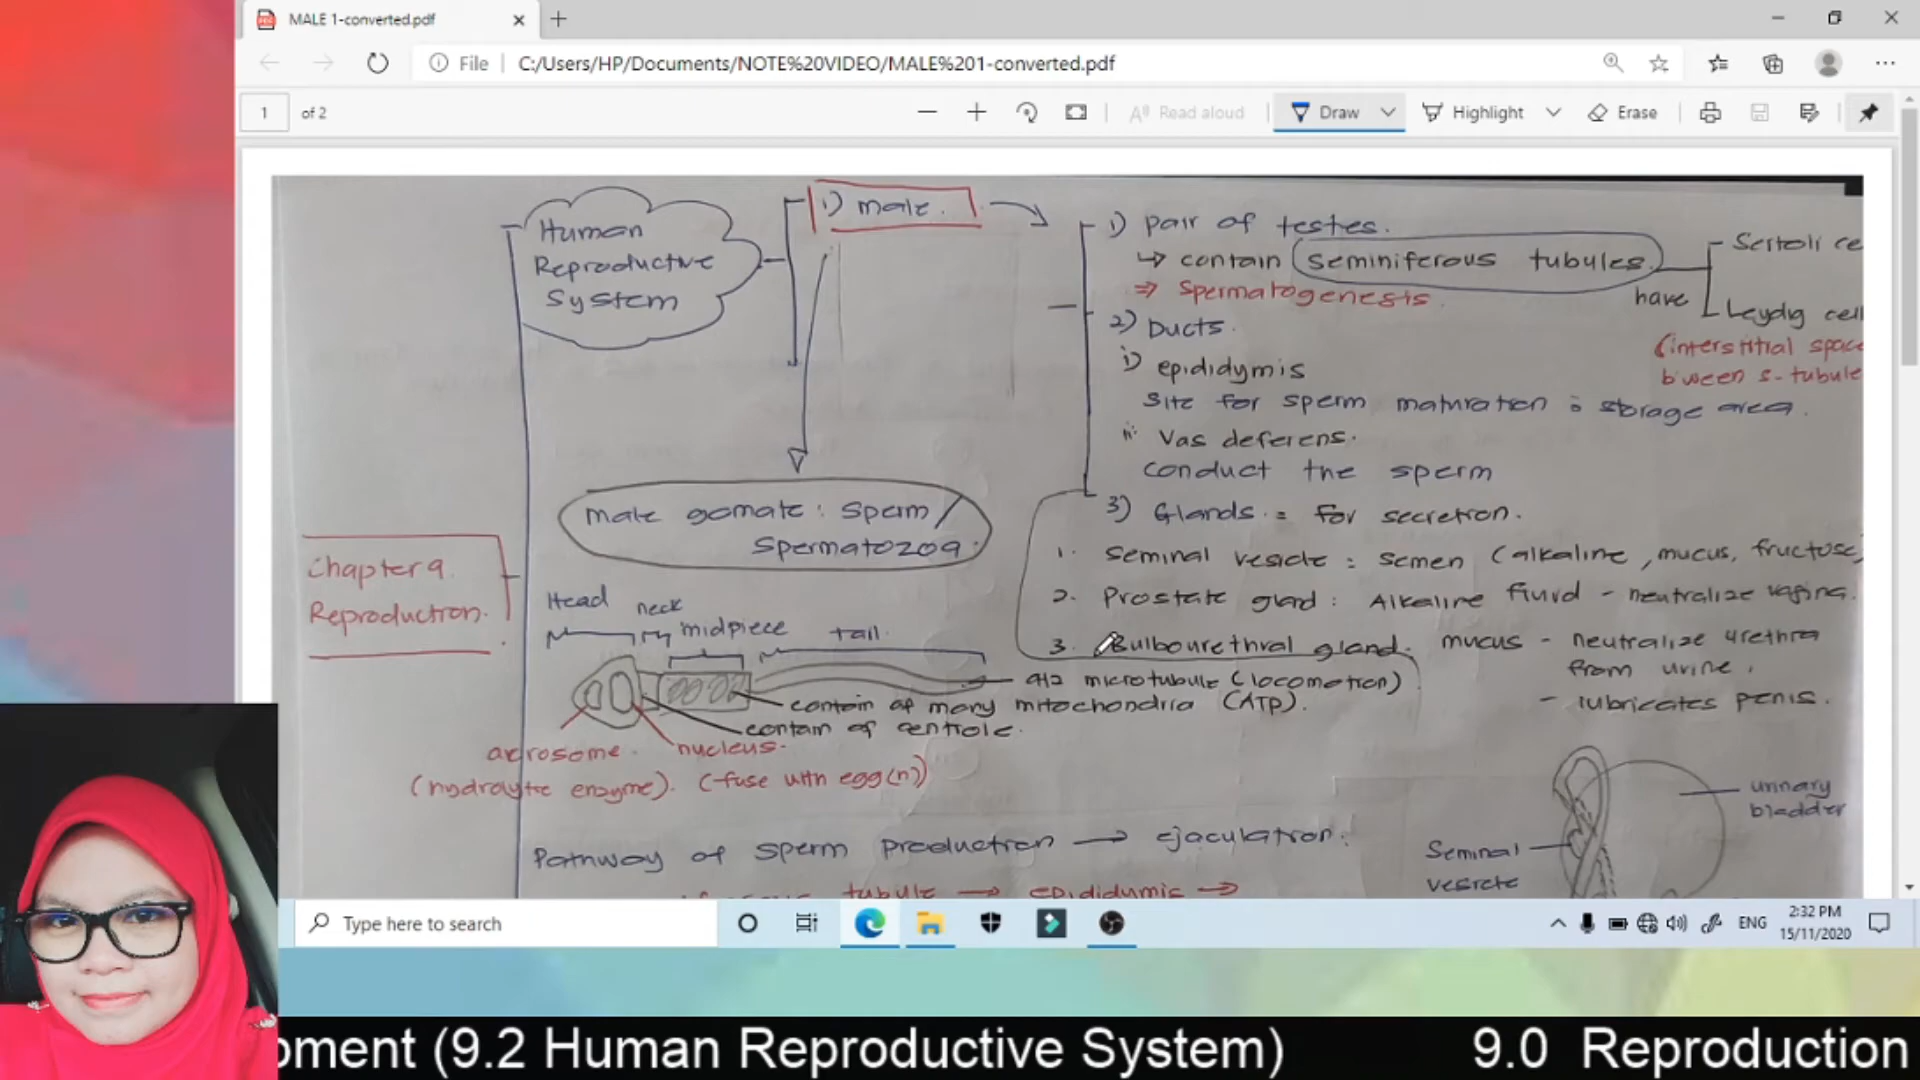 MALE 1-converted.pdf
File C:/Users/HP/Documents/NOTE%20VIDEO/MALE%201-converted.pdf
1 of 2
Read aloud
Draw
Highlight
Erase
Human
Reproductive
System
1) male.
1) pair of testes.
↳ contain seminiferous tubules
⇒ Spermatogenesis.
have
Sertoli ce
Leydig cell
(interstitial space
b'ween s-tubule
2) Ducts.
i) epididymis
site for sperm maturation & storage area.
ii Vas deferens.
conduct the sperm
3) Glands = for secretion.
1. Seminal vesicle : Semen (alkaline, mucus, fructose)
2. Prostate gland : Alkaline fluid - neutralize vagina.
3. Bulbourethral gland. mucus - neutralize urethra
from urine.
- lubricates penis.
male gamate : sperm/
spermatozoa.
Chapter 9.
Reproduction.
Head neck midpiece tail
9+2 microtubule (locomotion)
contain of many mitochondria (ATP).
contain of centriole.
acrosome.
(hydrolytic enzyme).
nucleus.
(fuse with egg(n))
Pathway of sperm production → ejaculation.
tubule → epididymis →
urinary
bladder
Seminal
vesicle
Type here to search
ENG
2:32 PM
15/11/2020
oment (9.2 Human Reproductive System) 9.0 Reproduction